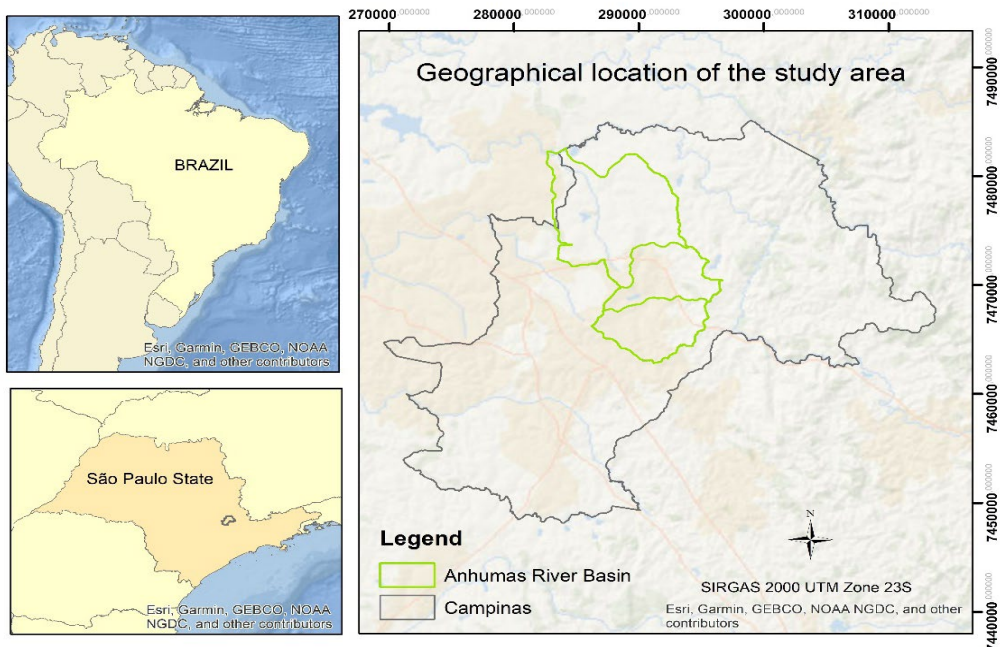 BRAZIL
Esri, Garmin, GEBCO, NOAA
NGDC, and other contributors
São Paulo State
Esri, Garmin, GEBCO, NOAA
NGDC, and other contributors
270000.000000 280000.000000 290000.000000 300000.000000 310000.000000
Geographical location of the study area
7490000.000000
7480000.000000
7470000.000000
7460000.000000
7450000.000000
7440000.000000
N
Legend
Anhumas River Basin
Campinas
SIRGAS 2000 UTM Zone 23S
Esri, Garmin, GEBCO, NOAA NGDC, and other
contributors